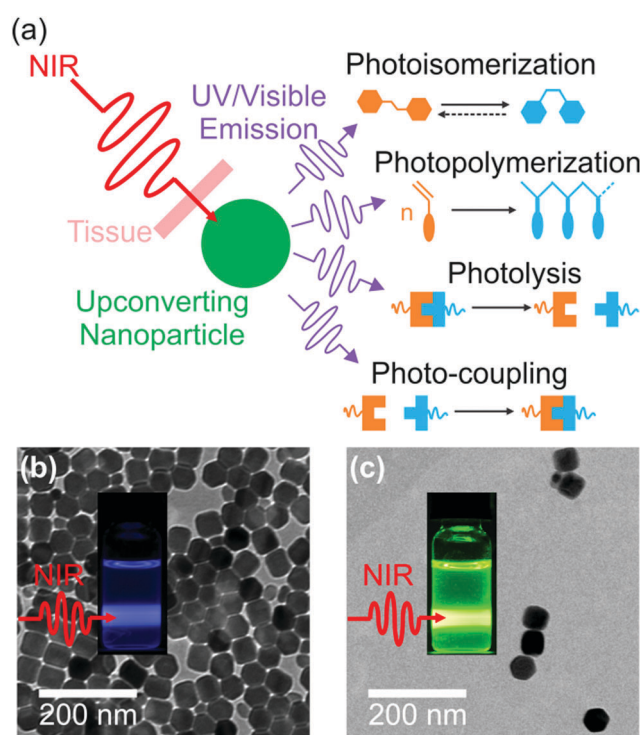 (a)
NIR
UV/Visible
Emission
Tissue
Upconverting
Nanoparticle
Photoisomerization
Photopolymerization
n
Photolysis
Photo-coupling
(b)
NIR
200 nm
(c)
NIR
200 nm